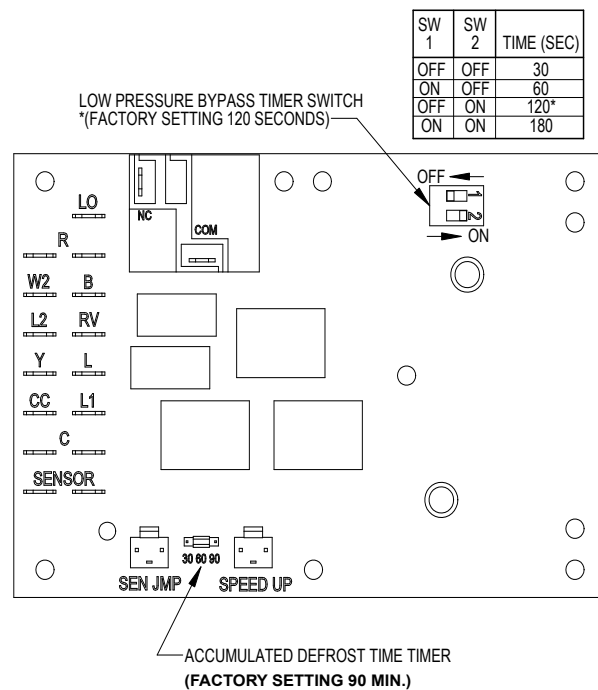 SW 1 SW 2 TIME (SEC)
OFF OFF 30
ON OFF 60
OFF ON 120*
ON ON 180
LOW PRESSURE BYPASS TIMER SWITCH
*(FACTORY SETTING 120 SECONDS)
OFF
1
2
ON
NC
COM
LO
R
W2 B
L2 RV
Y L
CC L1
C
SENSOR
30 60 90
SEN JMP SPEED UP
ACCUMULATED DEFROST TIME TIMER
(FACTORY SETTING 90 MIN.)